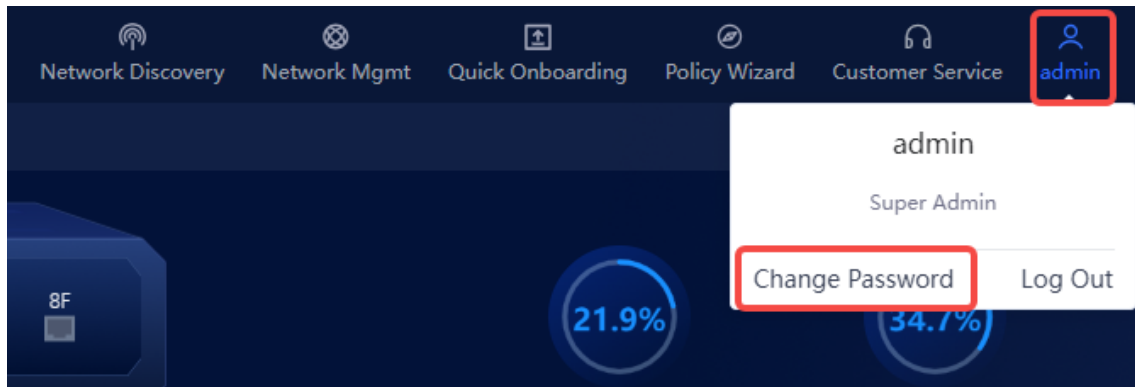 Network Discovery Network Mgmt Quick Onboarding Policy Wizard Customer Service admin
admin
Super Admin
Change Password Log Out
8F
21.9% 34.7%